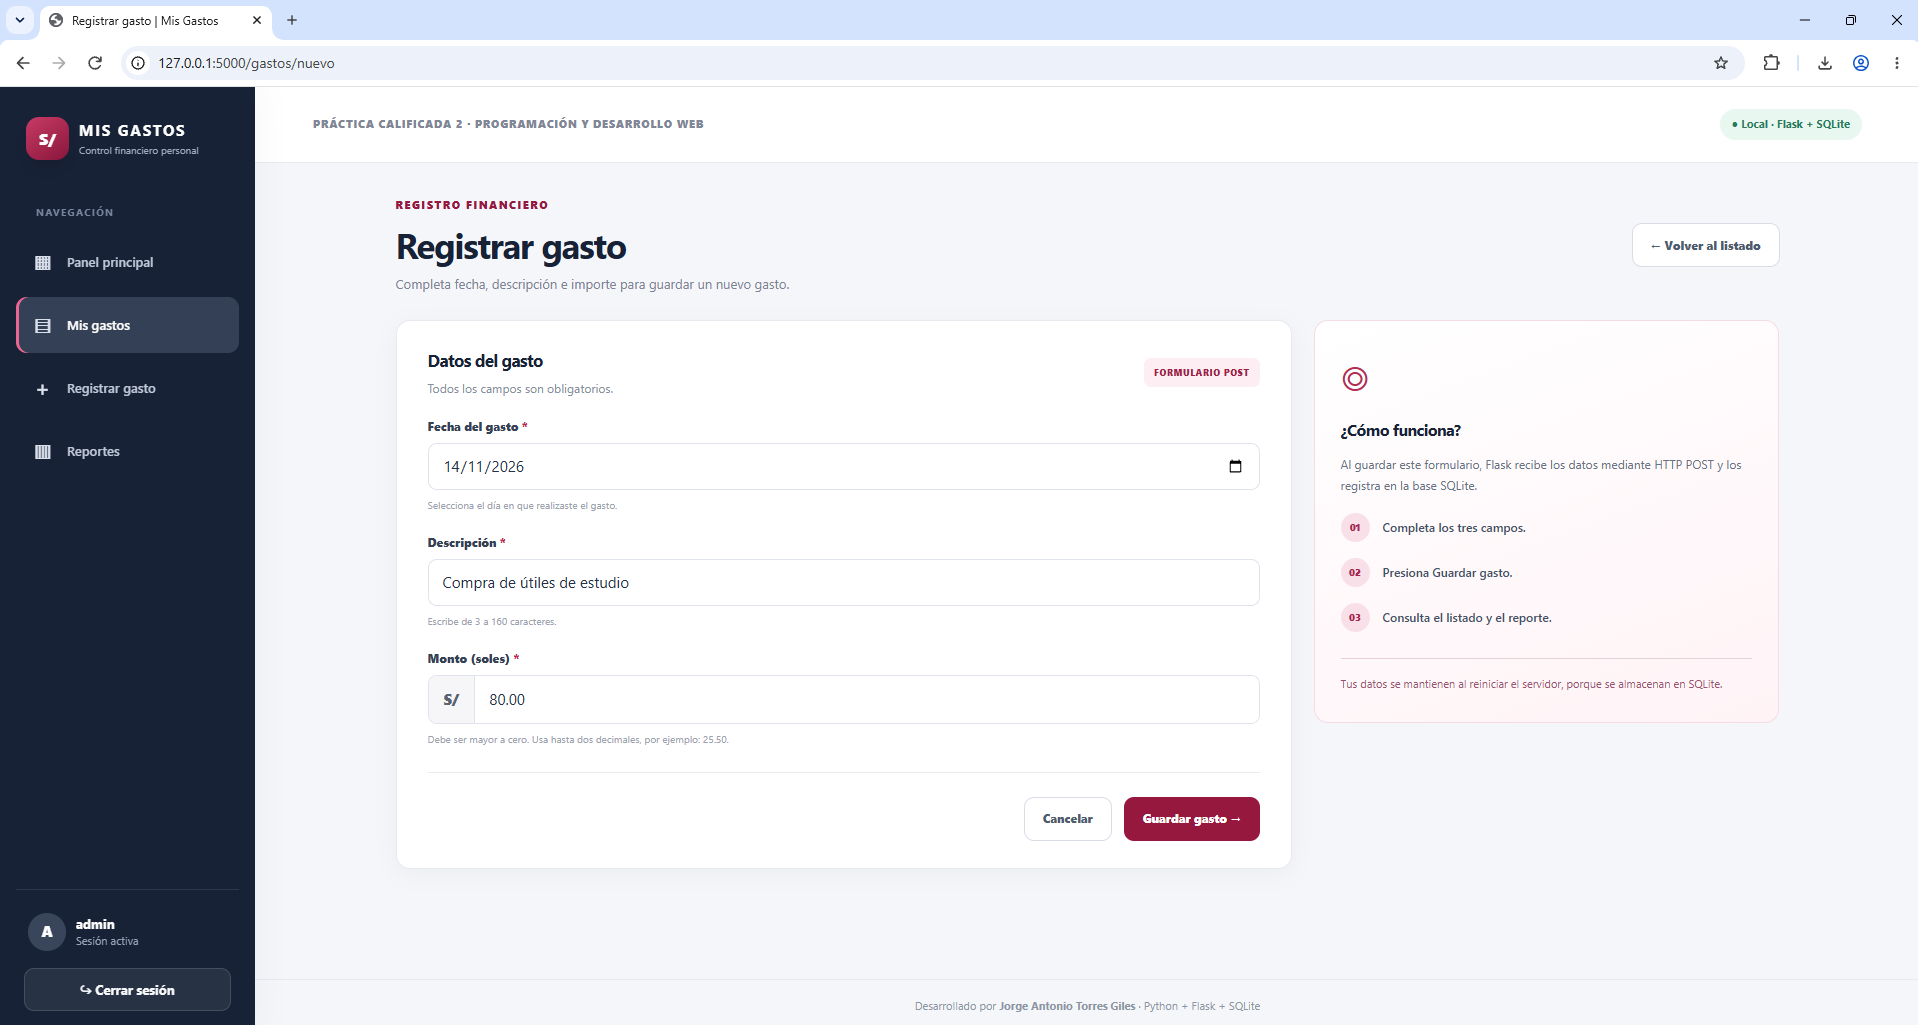 Registrar gasto | Mis Gastos
127.0.0.1:5000/gastos/nuevo
S/
MIS GASTOS
Control financiero personal
NAVEGACIÓN
Panel principal
Mis gastos
Registrar gasto
Reportes
A
admin
Sesión activa
↪ Cerrar sesión
PRÁCTICA CALIFICADA 2 · PROGRAMACIÓN Y DESARROLLO WEB
• Local · Flask + SQLite
REGISTRO FINANCIERO
Registrar gasto
Completa fecha, descripción e importe para guardar un nuevo gasto.
← Volver al listado
Datos del gasto
Todos los campos son obligatorios.
FORMULARIO POST
Fecha del gasto *
14/11/2026
Selecciona el día en que realizaste el gasto.
Descripción *
Compra de útiles de estudio
Escribe de 3 a 160 caracteres.
Monto (soles) *
S/ 80.00
Debe ser mayor a cero. Usa hasta dos decimales, por ejemplo: 25.50.
Cancelar
Guardar gasto →
¿Cómo funciona?
Al guardar este formulario, Flask recibe los datos mediante HTTP POST y los
registra en la base SQLite.
01 Completa los tres campos.
02 Presiona Guardar gasto.
03 Consulta el listado y el reporte.
Tus datos se mantienen al reiniciar el servidor, porque se almacenan en SQLite.
Desarrollado por Jorge Antonio Torres Giles · Python + Flask + SQLite